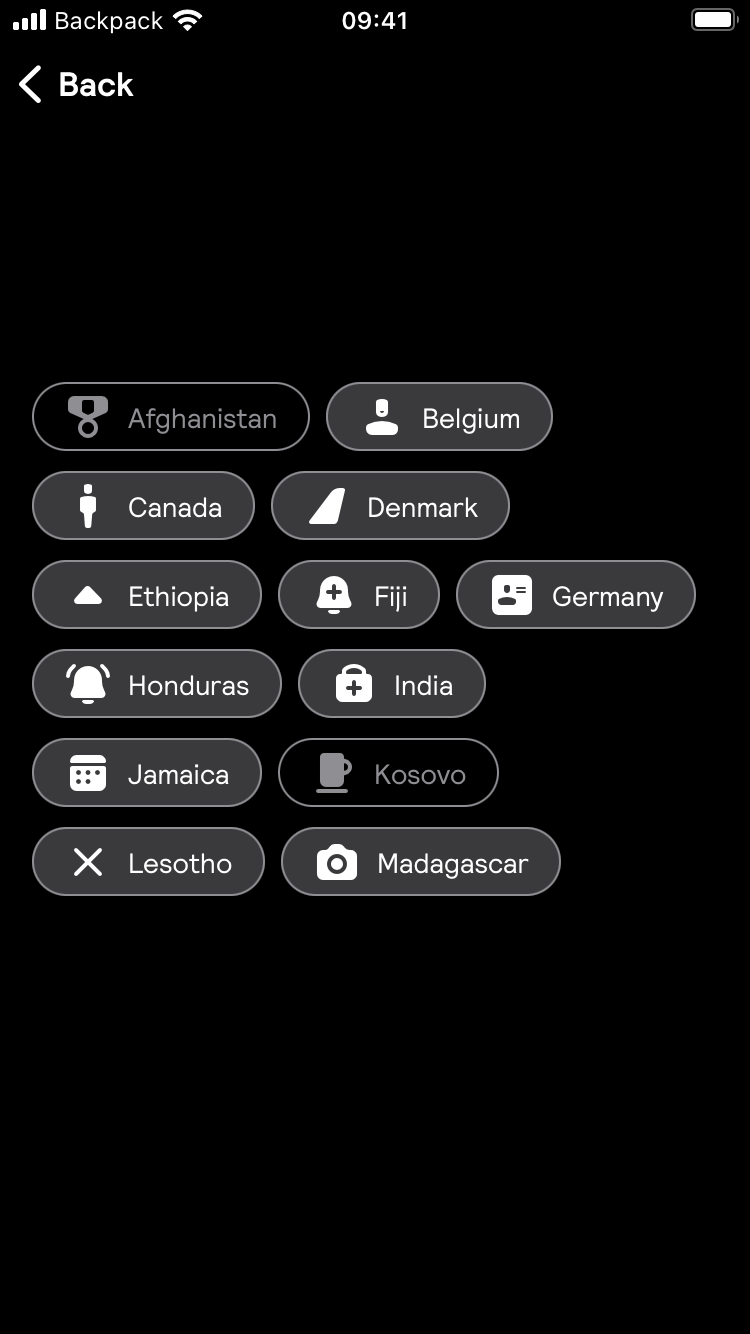 Backpack 09:41
Back
Afghanistan Belgium
Canada Denmark
Ethiopia Fiji Germany
Honduras India
Jamaica Kosovo
Lesotho Madagascar